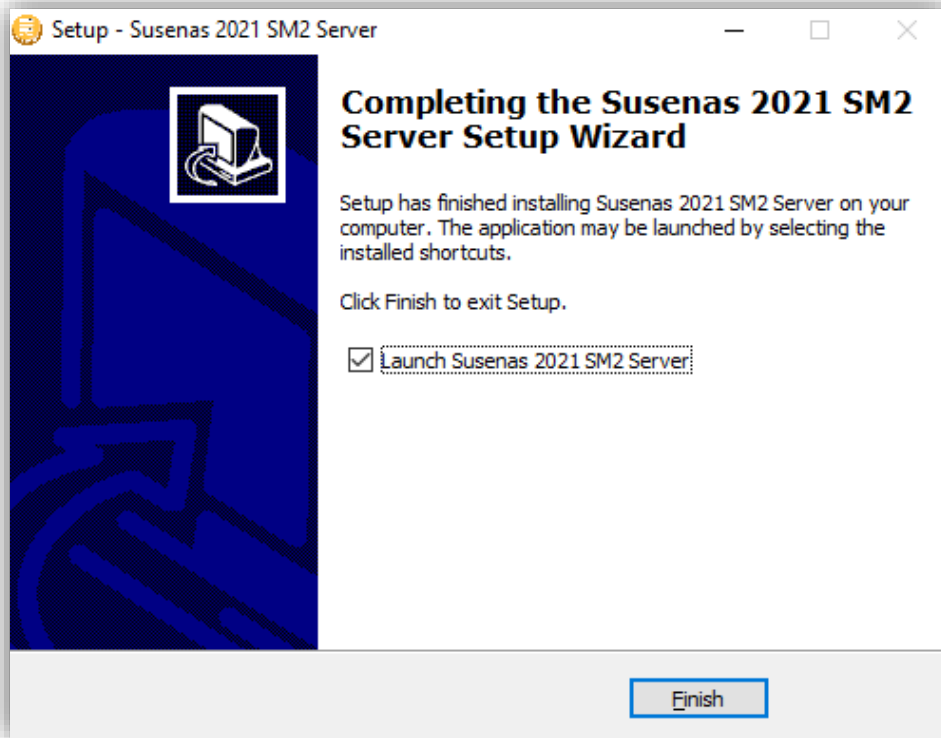 Setup - Susenas 2021 SM2 Server
Completing the Susenas 2021 SM2
Server Setup Wizard
Setup has finished installing Susenas 2021 SM2 Server on your
computer. The application may be launched by selecting the
installed shortcuts.
Click Finish to exit Setup.
Launch Susenas 2021 SM2 Server
Finish